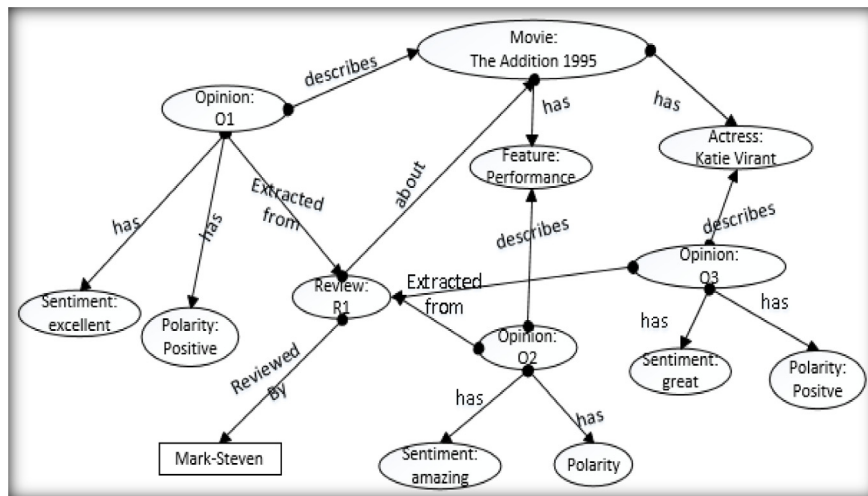 Movie:
The Addition 1995
describes
Opinion:
O1
has
has
Actress:
Katie Virant
Feature:
Performance
about
Extracted
from
has
has
describes
describes
Opinion:
O3
Extracted
from
Review:
R1
Sentiment:
excellent
Polarity:
Positive
has
has
Opinion:
O2
Sentiment:
great
Polarity:
Positve
Reviewed
By
has
has
Mark-Steven
Sentiment:
amazing
Polarity